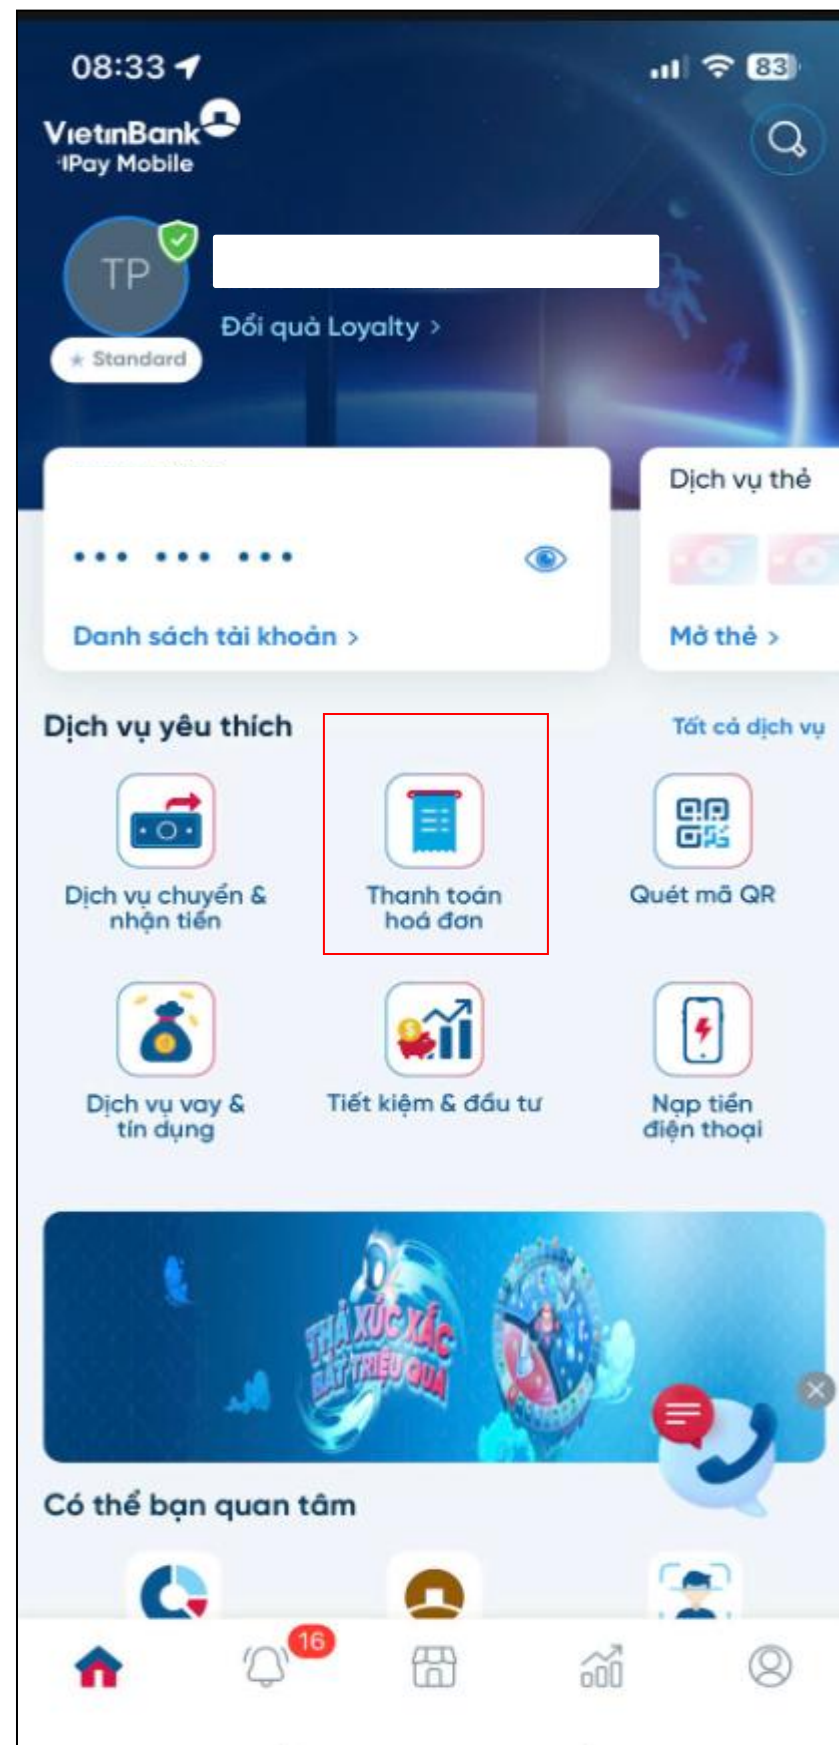 08:33
83
VietinBank
iPay Mobile
TP
Đổi quà Loyalty >
Standard
Dịch vụ thẻ
Danh sách tài khoản >
Mở thẻ >
Dịch vụ yêu thích
Tất cả dịch vụ
Dịch vụ chuyển &
nhận tiền
Thanh toán
hoá đơn
Quét mã QR
Dịch vụ vay &
tín dụng
Tiết kiệm & đầu tư
Nạp tiền
điện thoại
THẢ XÚC XẮC
BẮT TRIỆU QUÀ
Có thể bạn quan tâm
16